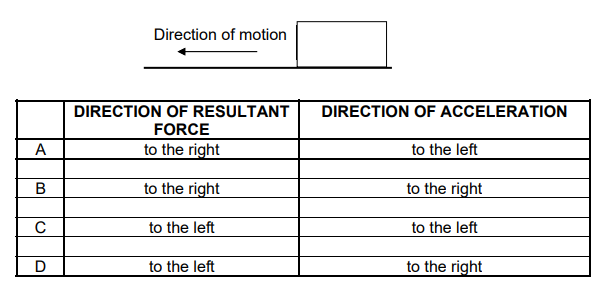 Direction of motion
DIRECTION OF RESULTANT FORCE DIRECTION OF ACCELERATION
A to the right to the left
B to the right to the right
C to the left to the left
D to the left to the right